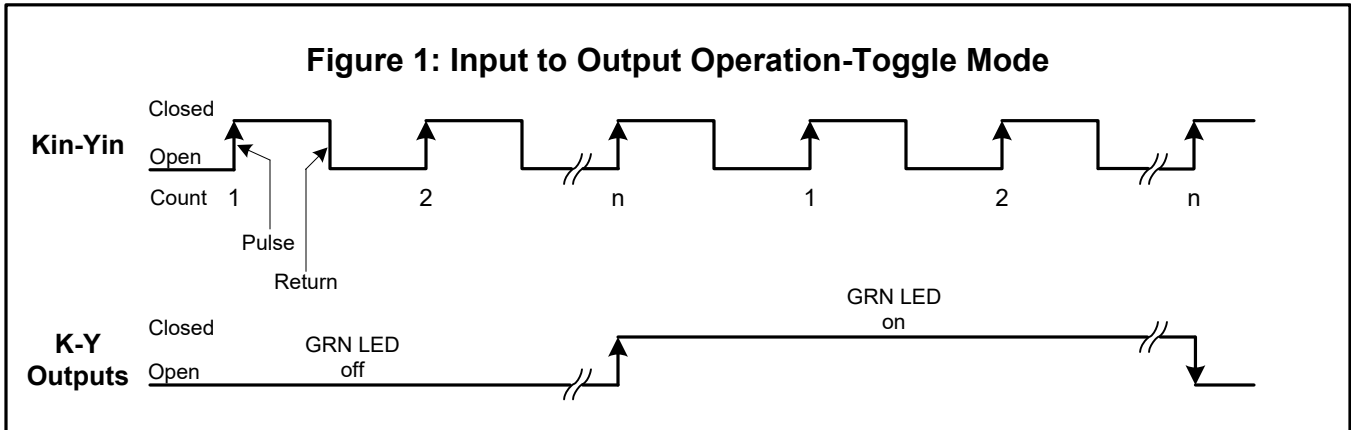 Figure 1: Input to Output Operation-Toggle Mode
Closed
Kin-Yin
Open
Count 1 2 n 1 2 n
Pulse
Return
GRN LED
on
Closed
K-Y
Outputs
GRN LED
off
Open